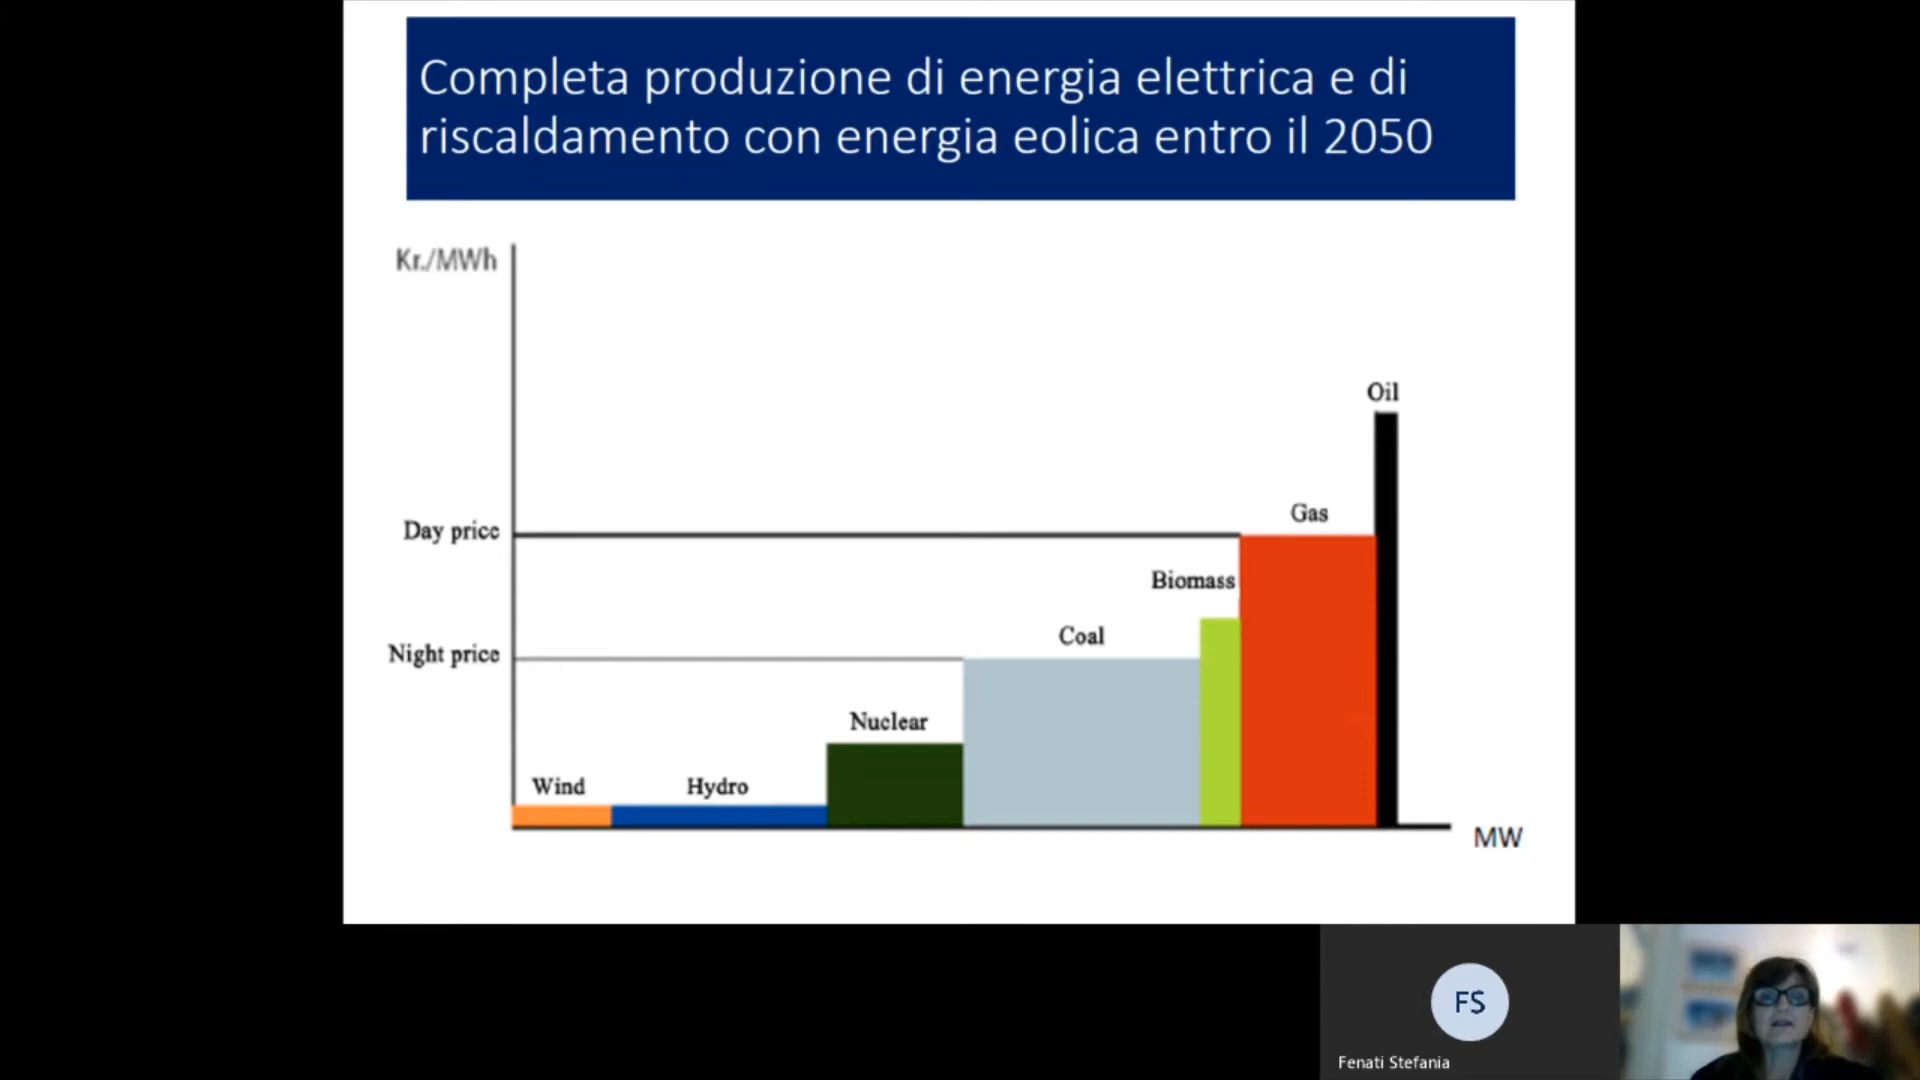 Completa produzione di energia elettrica e di
riscaldamento con energia eolica entro il 2050
Kr./MWh
Oil
Day price
Gas
Biomass
Night price
Coal
Nuclear
Wind
Hydro
MW
FS
Fenati Stefania